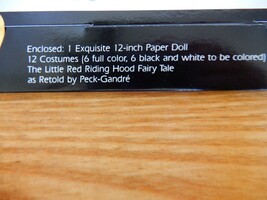 Enclosed: 1 Exquisite 12-inch Paper Doll
12 Costumes (6 full color, 6 black and white to be colored)
The Little Red Riding Hood Fairy Tale
as Retold by Peck-Gandré